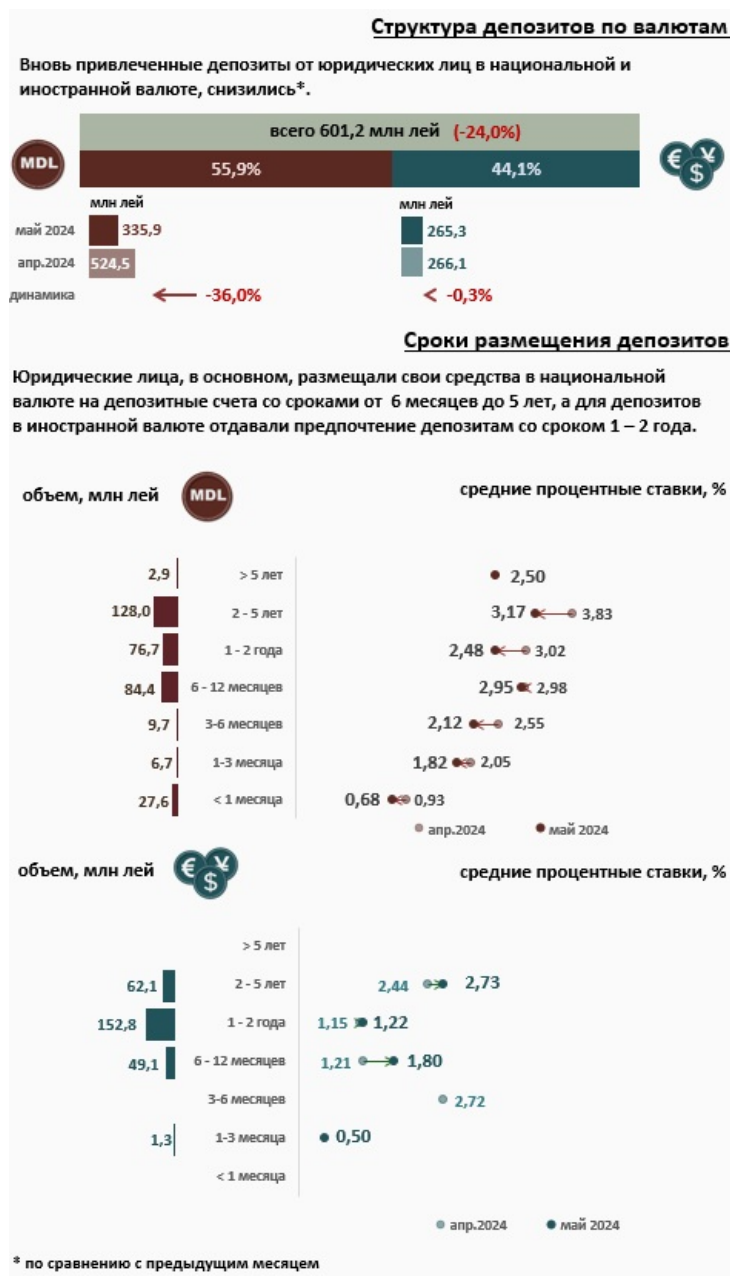 Структура депозитов по валютам
Вновь привлеченные депозиты от юридических лиц в национальной и
иностранной валюте, снизились*.
всего 601,2 млн лей (-24,0%)
MDL 55,9% 44,1% € ¥ $
млн лей млн лей
май 2024 335,9 265,3
апр.2024 524,5 266,1
динамика -36,0% -0,3%
Сроки размещения депозитов
Юридические лица, в основном, размещали свои средства в национальной
валюте на депозитные счета со сроками от 6 месяцев до 5 лет, а для депозитов
в иностранной валюте отдавали предпочтение депозитам со сроком 1 – 2 года.
объем, млн лей MDL средние процентные ставки, %
2,9 > 5 лет 2,50
128,0 2 - 5 лет 3,17 3,83
76,7 1 - 2 года 2,48 3,02
84,4 6 - 12 месяцев 2,95 2,98
9,7 3-6 месяцев 2,12 2,55
6,7 1-3 месяца 1,82 2,05
27,6 < 1 месяца 0,68 0,93
апр.2024 май 2024
объем, млн лей € ¥ $ средние процентные ставки, %
> 5 лет
62,1 2 - 5 лет 2,44 2,73
152,8 1 - 2 года 1,15 1,22
49,1 6 - 12 месяцев 1,21 1,80
3-6 месяцев 2,72
1,3 1-3 месяца 0,50
< 1 месяца
апр.2024 май 2024
* по сравнению с предыдущим месяцем